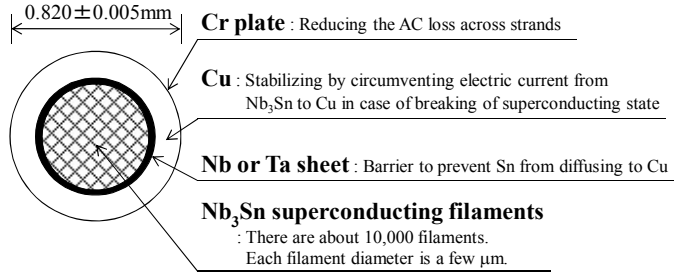 0.820±0.005mm
Cr plate : Reducing the AC loss across strands
Cu : Stabilizing by circumventing electric current from
Nb3Sn to Cu in case of breaking of superconducting state
Nb or Ta sheet : Barrier to prevent Sn from diffusing to Cu
Nb3Sn superconducting filaments
: There are about 10,000 filaments.
Each filament diameter is a few μm.